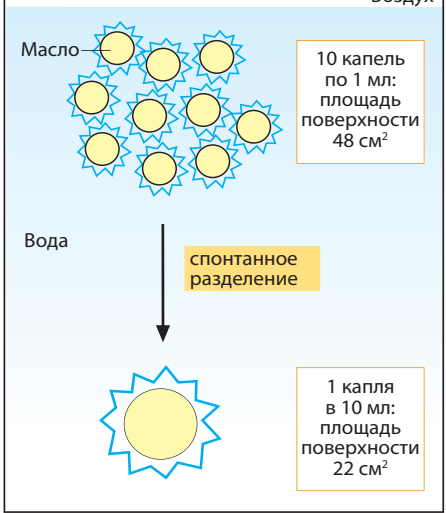 Воздух
Масло
10 капель
по 1 мл:
площадь
поверхности
48 см²
Вода
спонтанное
разделение
1 капля
в 10 мл:
площадь
поверхности
22 см²